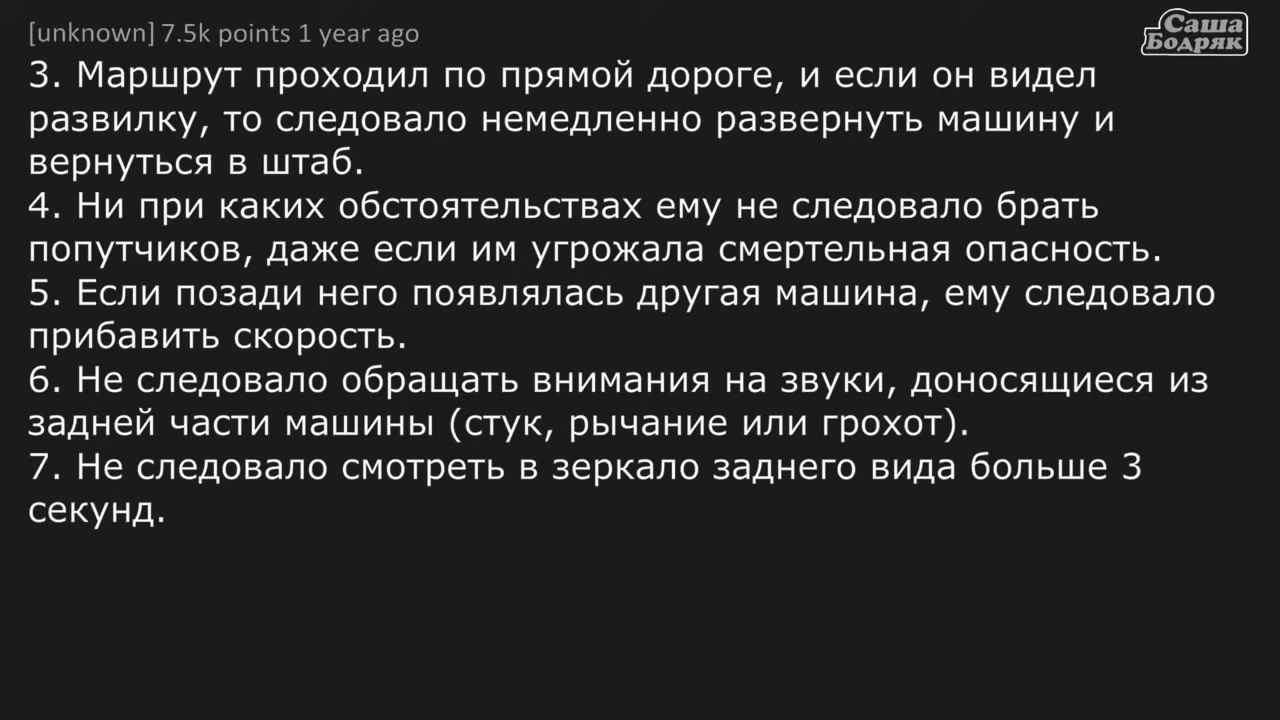 [unknown] 7.5k points 1 year ago
Саша
Бодряк
3. Маршрут проходил по прямой дороге, и если он видел
развилку, то следовало немедленно развернуть машину и
вернуться в штаб.
4. Ни при каких обстоятельствах ему не следовало брать
попутчиков, даже если им угрожала смертельная опасность.
5. Если позади него появлялась другая машина, ему следовало
прибавить скорость.
6. Не следовало обращать внимания на звуки, доносящиеся из
задней части машины (стук, рычание или грохот).
7. Не следовало смотреть в зеркало заднего вида больше 3
секунд.